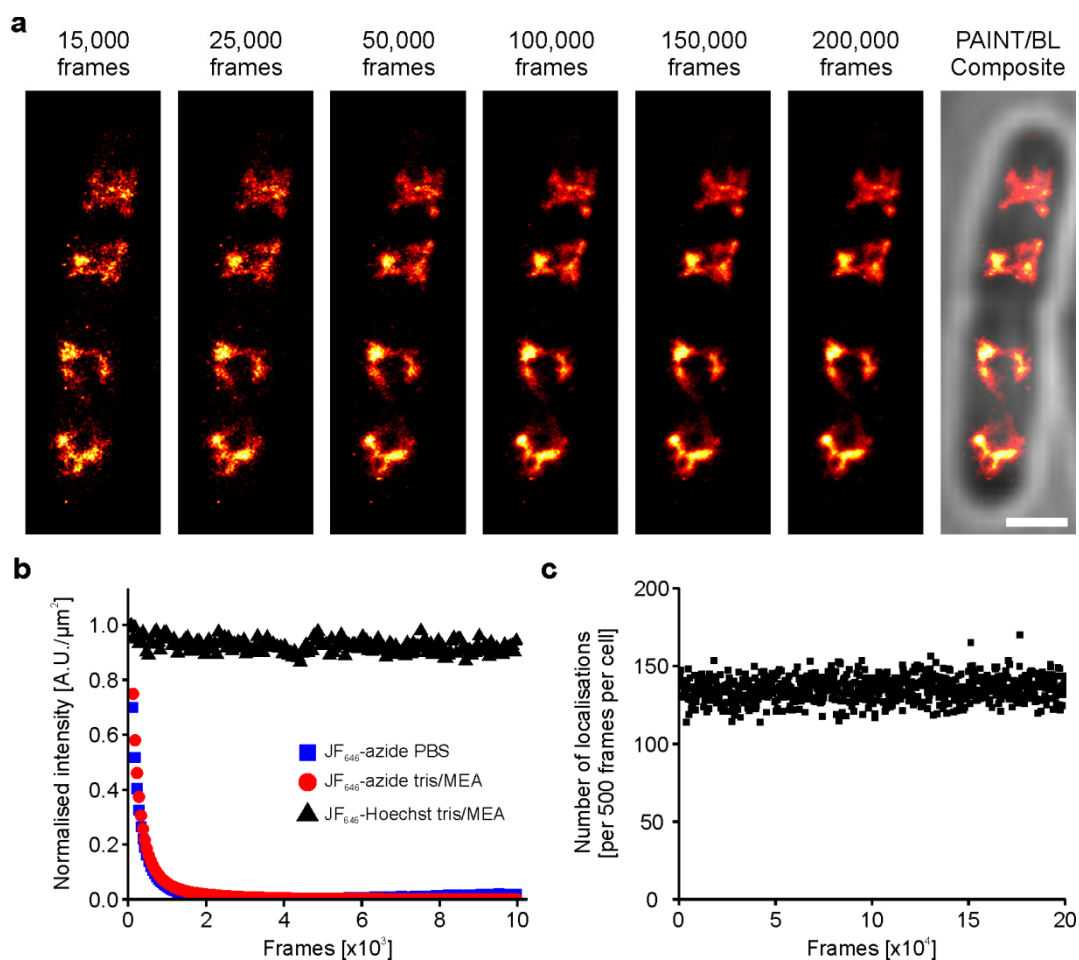 a
15,000 frames
25,000 frames
50,000 frames
100,000 frames
150,000 frames
200,000 frames
PAINT/BL Composite
b
Normalised intensity [A.U./µm²]
1.0
0.8
0.6
0.4
0.2
0.0
0
2
4
6
8
10
Frames [x10³]
JF₆₄₆-azide PBS
JF₆₄₆-azide tris/MEA
JF₆₄₆-Hoechst tris/MEA
c
Number of localisations
[per 500 frames per cell]
200
150
100
50
0
0
5
10
15
20
Frames [x10⁴]